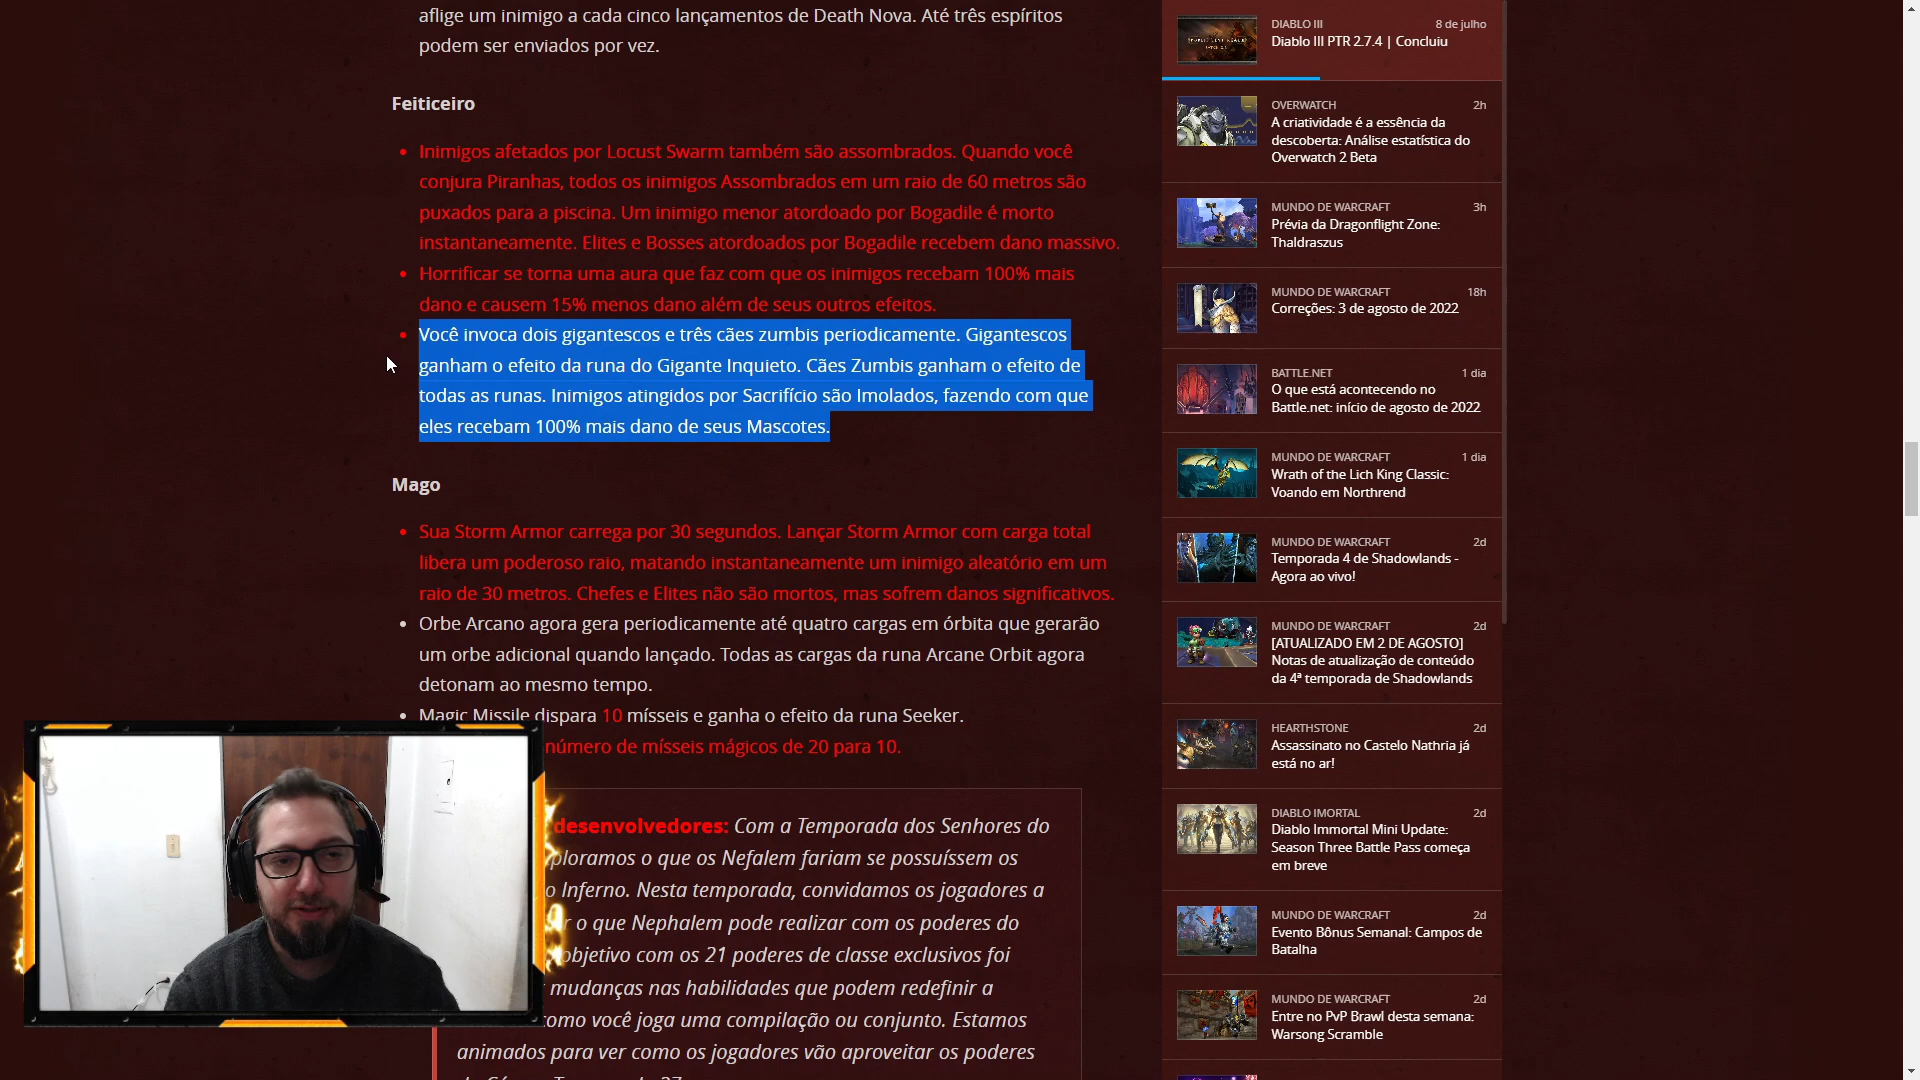 aflige um inimigo a cada cinco lançamentos de Death Nova. Até três espíritos
podem ser enviados por vez.
Feiticeiro
• Inimigos afetados por Locust Swarm também são assombrados. Quando você
conjura Piranhas, todos os inimigos Assombrados em um raio de 60 metros são
puxados para a piscina. Um inimigo menor atordoado por Bogadile é morto
instantaneamente. Elites e Bosses atordoados por Bogadile recebem dano massivo.
• Horrificar se torna uma aura que faz com que os inimigos recebam 100% mais
dano e causem 15% menos dano além de seus outros efeitos.
• Você invoca dois gigantescos e três cães zumbis periodicamente. Gigantescos
ganham o efeito da runa do Gigante Inquieto. Cães Zumbis ganham o efeito de
todas as runas. Inimigos atingidos por Sacrifício são Imolados, fazendo com que
eles recebam 100% mais dano de seus Mascotes.
Mago
• Sua Storm Armor carrega por 30 segundos. Lançar Storm Armor com carga total
libera um poderoso raio, matando instantaneamente um inimigo aleatório em um
raio de 30 metros. Chefes e Elites não são mortos, mas sofrem danos significativos.
• Orbe Arcano agora gera periodicamente até quatro cargas em órbita que gerarão
um orbe adicional quando lançado. Todas as cargas da runa Arcane Orbit agora
detonam ao mesmo tempo.
• Magic Missile dispara 10 mísseis e ganha o efeito da runa Seeker.
número de mísseis mágicos de 20 para 10.
desenvolvedores: Com a Temporada dos Senhores do
ploramos o que os Nefalem fariam se possuíssem os
o Inferno. Nesta temporada, convidamos os jogadores a
r o que Nephalem pode realizar com os poderes do
objetivo com os 21 poderes de classe exclusivos foi
mudanças nas habilidades que podem redefinir a
como você joga uma compilação ou conjunto. Estamos
animados para ver como os jogadores vão aproveitar os poderes
DIABLO III 8 de julho
Diablo III PTR 2.7.4 | Concluiu
OVERWATCH 2h
A criatividade é a essência da
descoberta: Análise estatística do
Overwatch 2 Beta
MUNDO DE WARCRAFT 3h
Prévia da Dragonflight Zone:
Thaldraszus
MUNDO DE WARCRAFT 18h
Correções: 3 de agosto de 2022
BATTLE.NET 1 dia
O que está acontecendo no
Battle.net: início de agosto de 2022
MUNDO DE WARCRAFT 1 dia
Wrath of the Lich King Classic:
Voando em Northrend
MUNDO DE WARCRAFT 2d
Temporada 4 de Shadowlands -
Agora ao vivo!
MUNDO DE WARCRAFT 2d
[ATUALIZADO EM 2 DE AGOSTO]
Notas de atualização de conteúdo
da 4ª temporada de Shadowlands
HEARTHSTONE 2d
Assassinato no Castelo Nathria já
está no ar!
DIABLO IMORTAL 2d
Diablo Immortal Mini Update:
Season Three Battle Pass começa
em breve
MUNDO DE WARCRAFT 2d
Evento Bônus Semanal: Campos de
Batalha
MUNDO DE WARCRAFT 2d
Entre no PvP Brawl desta semana:
Warsong Scramble